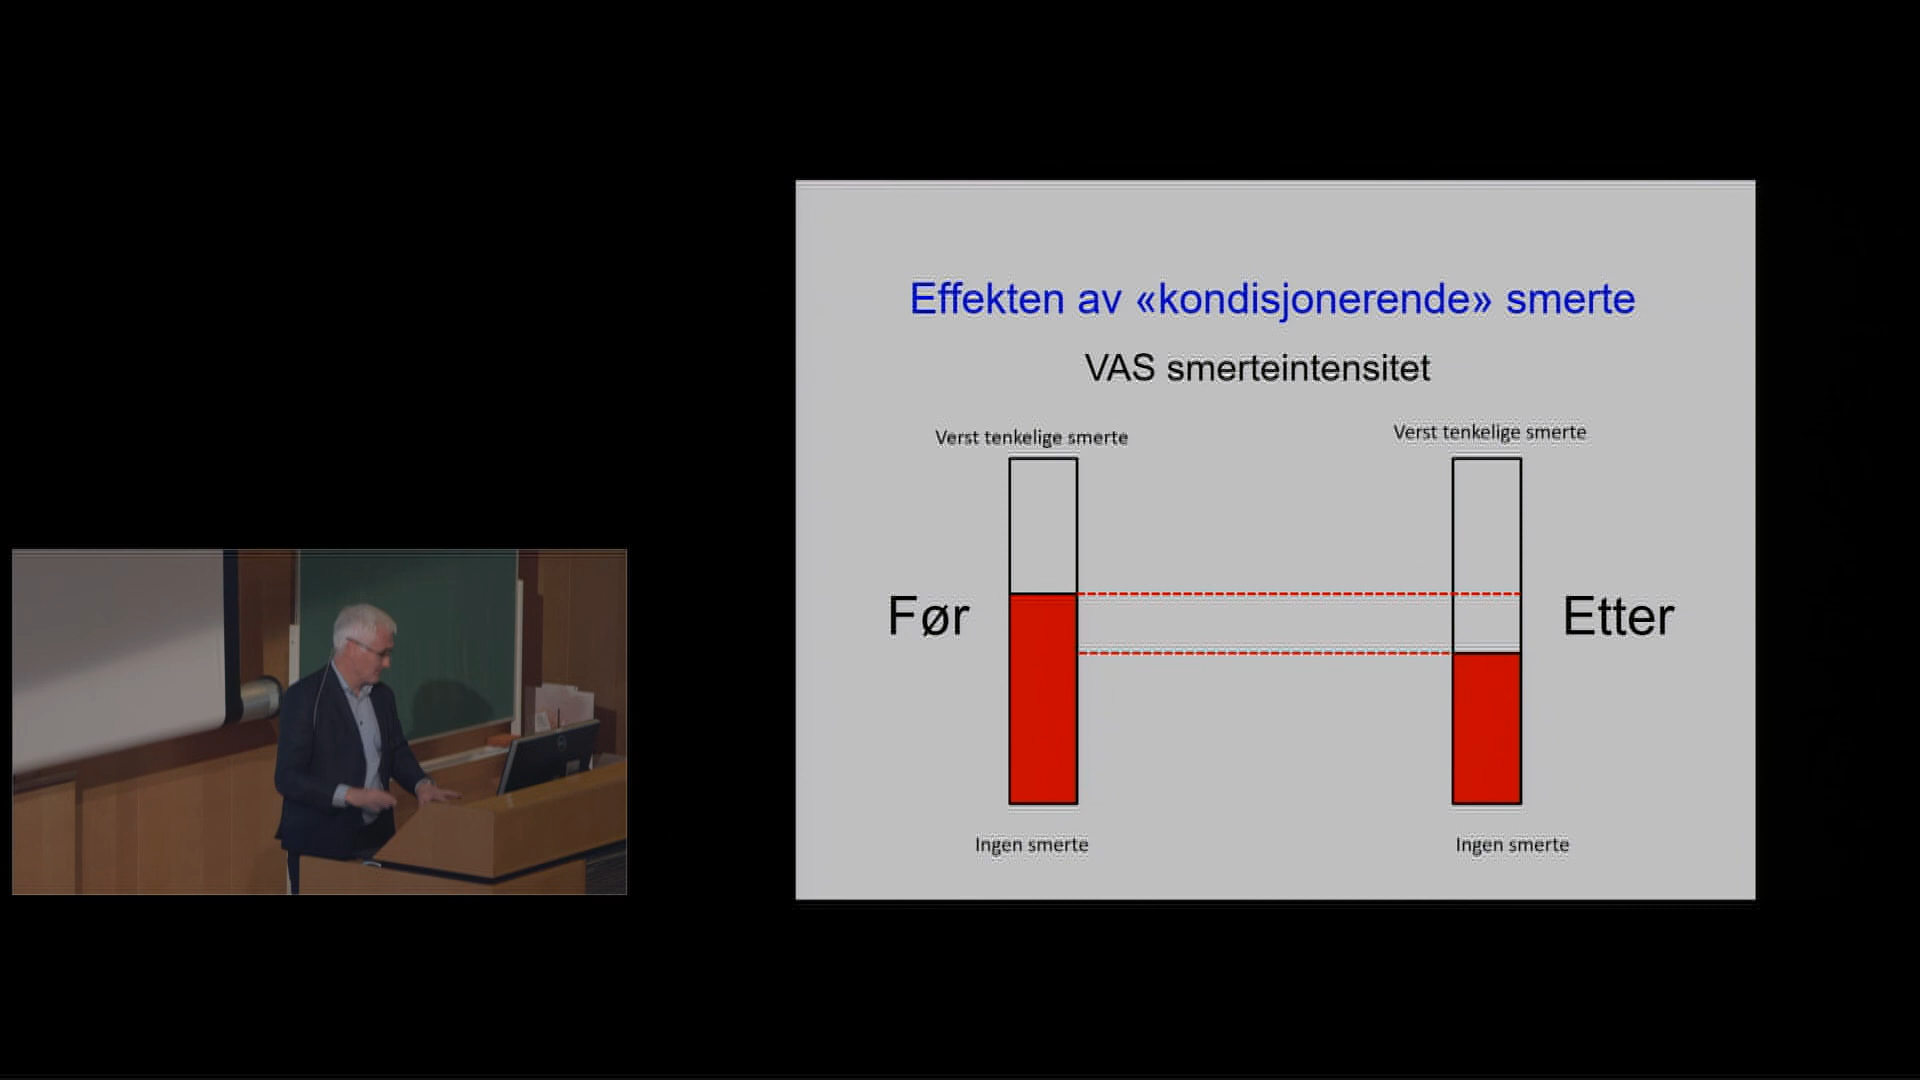 Effekten av «kondisjonerende» smerte
VAS smerteintensitet
Verst tenkelige smerte
Verst tenkelige smerte
Før
Etter
Ingen smerte
Ingen smerte